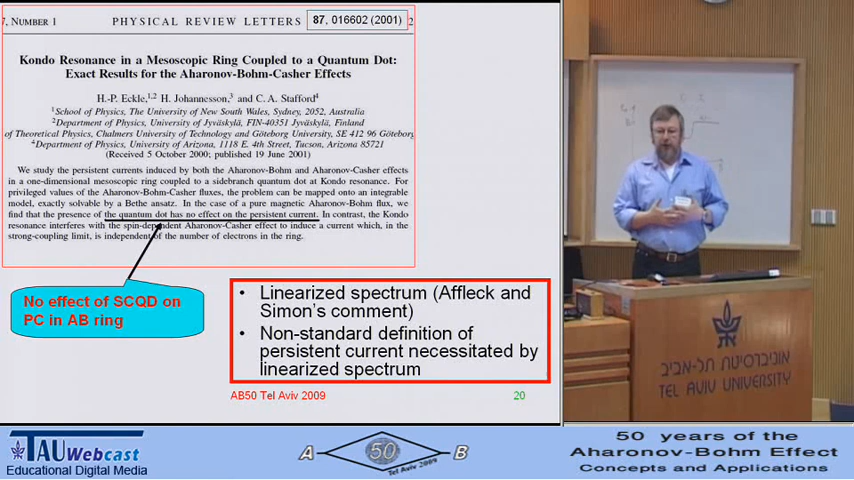 7, NUMBER 1 PHYSICAL REVIEW LETTERS 87, 016602 (2001) 2
Kondo Resonance in a Mesoscopic Ring Coupled to a Quantum Dot:
Exact Results for the Aharonov-Bohm-Casher Effects
H.-P. Eckle,1,2 H. Johannesson,3 and C. A. Stafford4
1School of Physics, The University of New South Wales, Sydney, 2052, Australia
2Department of Physics, University of Jyväskylä, FIN-40351 Jyväskylä, Finland
of Theoretical Physics, Chalmers University of Technology and Göteborg University, SE 412 96 Göteborg
4Department of Physics, University of Arizona, 1118 E. 4th Street, Tucson, Arizona 85721
(Received 5 October 2000; published 19 June 2001)
We study the persistent currents induced by both the Aharonov-Bohm and Aharonov-Casher effects
in a one-dimensional mesoscopic ring coupled to a sidebranch quantum dot at Kondo resonance. For
privileged values of the Aharonov-Bohm-Casher fluxes, the problem can be mapped onto an integrable
model, exactly solvable by a Bethe ansatz. In the case of a pure magnetic Aharonov-Bohm flux, we
find that the presence of the quantum dot has no effect on the persistent current. In contrast, the Kondo
resonance interferes with the spin-dependent Aharonov-Casher effect to induce a current which, in the
strong-coupling limit, is independent of the number of electrons in the ring.
No effect of SCQD on
PC in AB ring
• Linearized spectrum (Affleck and
Simon's comment)
• Non-standard definition of
persistent current necessitated by
linearized spectrum
AB50 Tel Aviv 2009 20
אוניברסיטת תל-אביב
TEL AVIV UNIVERSITY
TAU Webcast
Educational Digital Media
A 50 B
Tel Aviv 2009
50 years of the
Aharonov-Bohm Effect
Concepts and Applications